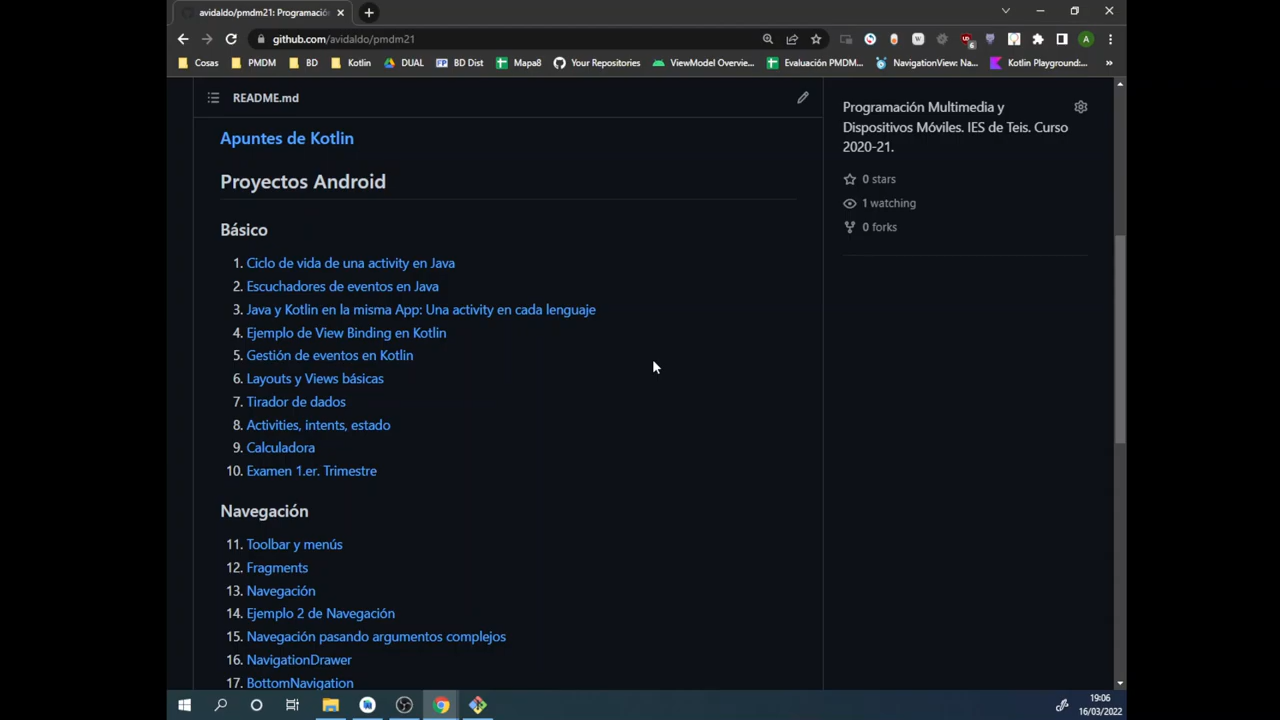 avidaldo/pmdm21: Programació
github.com/avidaldo/pmdm21
Cosas
PMDM
BD
Kotlin
DUAL
BD Dist
Mapa8
Your Repositories
ViewModel Overvie...
Evaluación PMDM...
NavigationView: Na...
Kotlin Playground:...
»
README.md
Apuntes de Kotlin
Proyectos Android
Básico
1. Ciclo de vida de una activity en Java
2. Escuchadores de eventos en Java
3. Java y Kotlin en la misma App: Una activity en cada lenguaje
4. Ejemplo de View Binding en Kotlin
5. Gestión de eventos en Kotlin
6. Layouts y Views básicas
7. Tirador de dados
8. Activities, intents, estado
9. Calculadora
10. Examen 1.er. Trimestre
Navegación
11. Toolbar y menús
12. Fragments
13. Navegación
14. Ejemplo 2 de Navegación
15. Navegación pasando argumentos complejos
16. NavigationDrawer
17. BottomNavigation
Programación Multimedia y
Dispositivos Móviles. IES de Teis. Curso
2020-21.
0 stars
1 watching
0 forks
19:06
16/03/2022